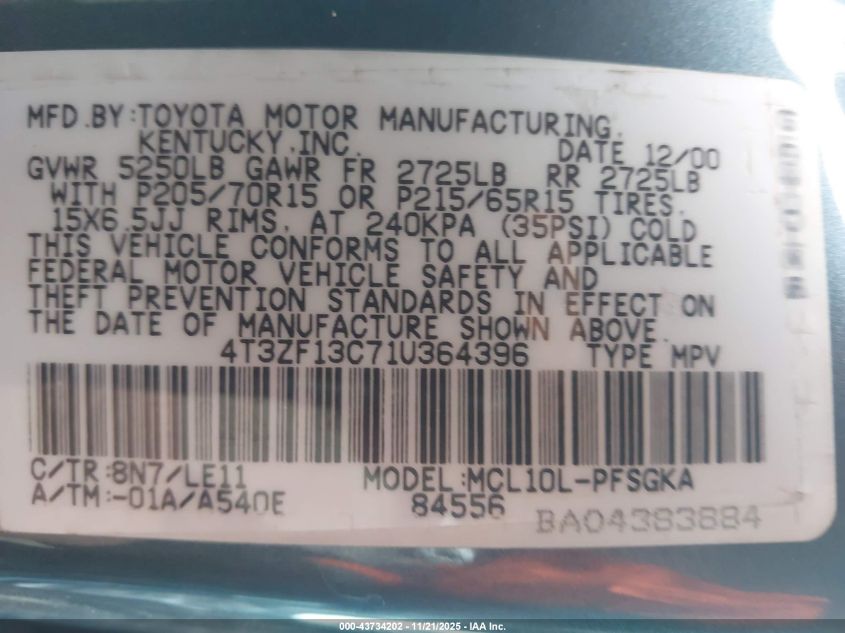 MFD.BY:TOYOTA MOTOR MANUFACTURING,
KENTUCKY,INC. DATE 12/00
GVWR 5250LB GAWR FR 2725LB RR 2725LB
WITH P205/70R15 OR P215/65R15 TIRES,
15X6.5JJ RIMS, AT 240KPA (35PSI) COLD
THIS VEHICLE CONFORMS TO ALL APPLICABLE
FEDERAL MOTOR VEHICLE SAFETY AND
THEFT PREVENTION STANDARDS IN EFFECT ON
THE DATE OF MANUFACTURE SHOWN ABOVE.
4T3ZF13C71U364396 TYPE MPV
C/TR:8N7/LE11 MODEL:MCL10L-PFSGKA
A/TM:-01A/A540E 84556
BA04383884
000-43734202 - 11/21/2025 - IAA Inc.